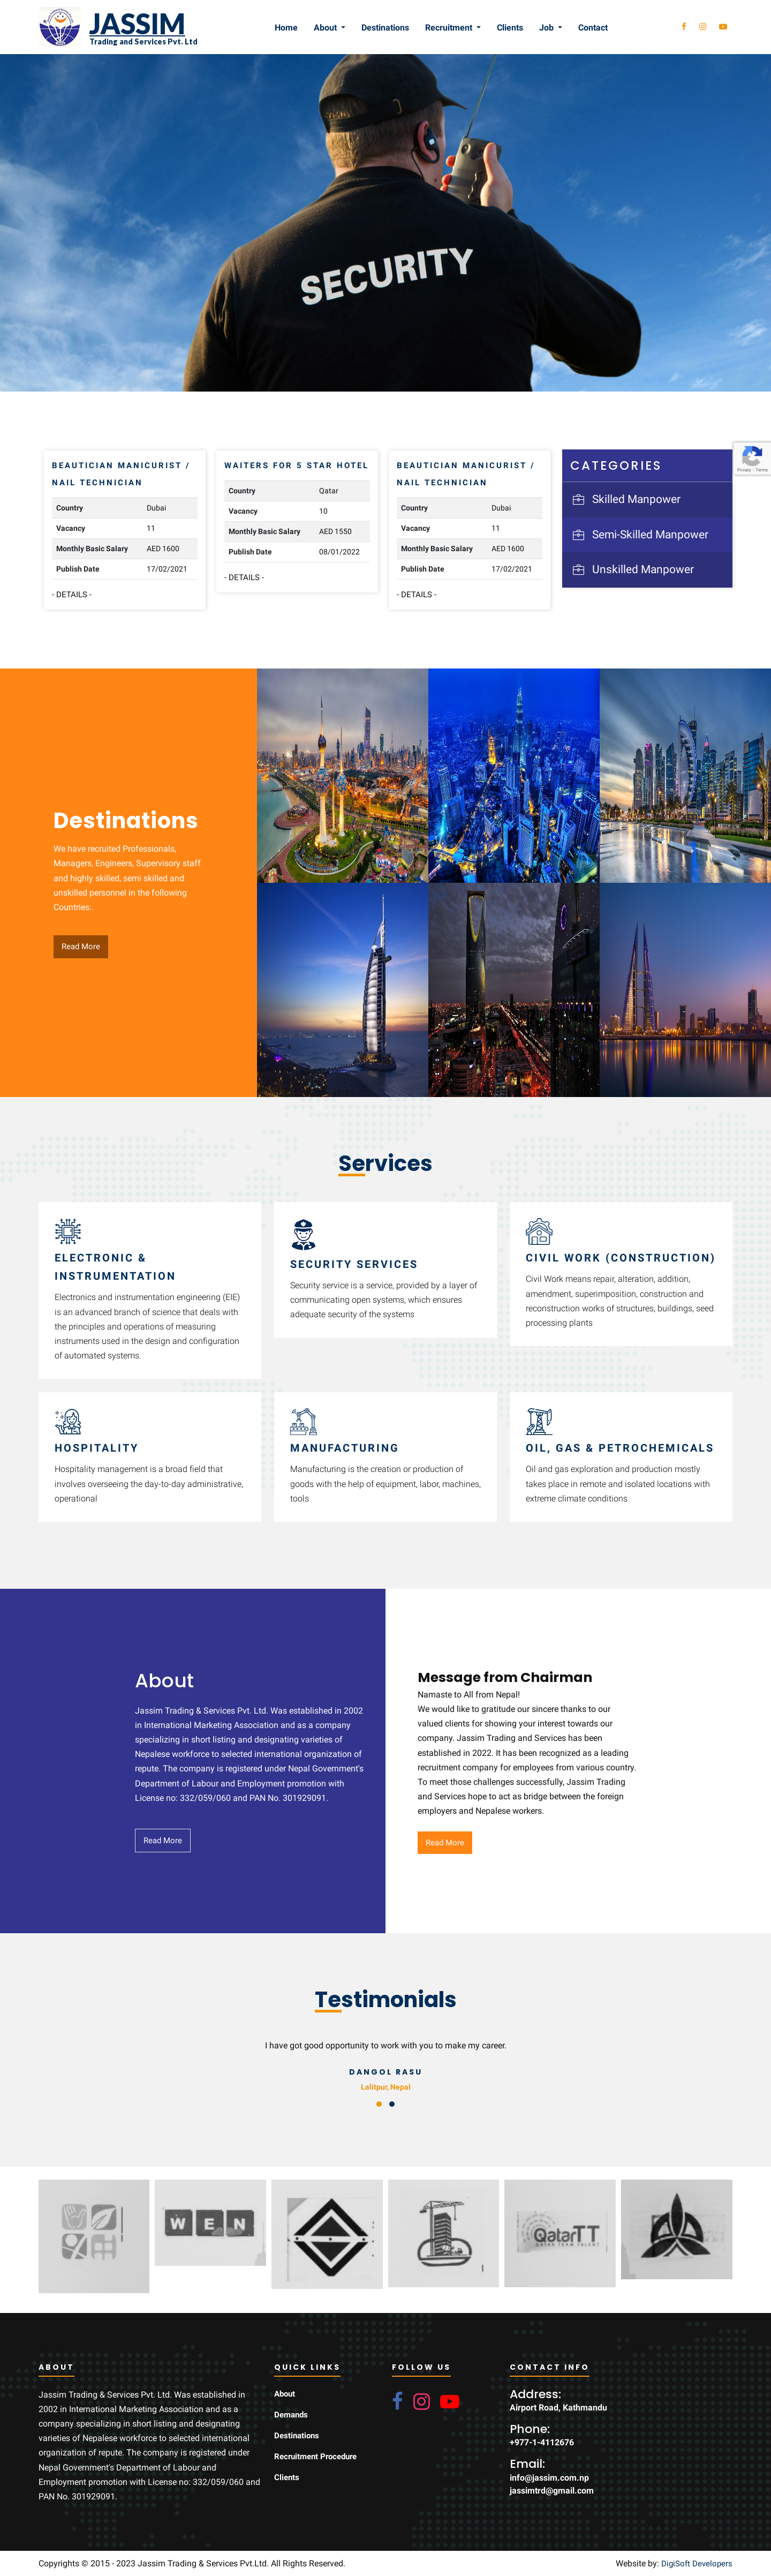 JASSIM
Trading and Services Pvt. Ltd
Home
About
Destinations
Recruitment
Clients
Job
Contact
SECURITY
BEAUTICIAN MANICURIST /
NAIL TECHNICIAN
Country Dubai
Vacancy 11
Monthly Basic Salary AED 1600
Publish Date 17/02/2021
- DETAILS -
WAITERS FOR 5 STAR HOTEL
Country Qatar
Vacancy 10
Monthly Basic Salary AED 1550
Publish Date 08/01/2022
- DETAILS -
BEAUTICIAN MANICURIST /
NAIL TECHNICIAN
Country Dubai
Vacancy 11
Monthly Basic Salary AED 1600
Publish Date 17/02/2021
- DETAILS -
CATEGORIES
Skilled Manpower
Semi-Skilled Manpower
Unskilled Manpower
Privacy - Terms
Destinations
We have recruited Professionals,
Managers, Engineers, Supervisory staff
and highly skilled, semi skilled and
unskilled personnel in the following
Countries:.
Read More
Services
ELECTRONIC &
INSTRUMENTATION
Electronics and instrumentation engineering (EIE)
is an advanced branch of science that deals with
the principles and operations of measuring
instruments used in the design and configuration
of automated systems.
SECURITY SERVICES
Security service is a service, provided by a layer of
communicating open systems, which ensures
adequate security of the systems
CIVIL WORK (CONSTRUCTION)
Civil Work means repair, alteration, addition,
amendment, superimposition, construction and
reconstruction works of structures, buildings, seed
processing plants
HOSPITALITY
Hospitality management is a broad field that
involves overseeing the day-to-day administrative,
operational
MANUFACTURING
Manufacturing is the creation or production of
goods with the help of equipment, labor, machines,
tools
OIL, GAS & PETROCHEMICALS
Oil and gas exploration and production mostly
takes place in remote and isolated locations with
extreme climate conditions
About
Jassim Trading & Services Pvt. Ltd. Was established in 2002
in International Marketing Association and as a company
specializing in short listing and designating varieties of
Nepalese workforce to selected international organization of
repute. The company is registered under Nepal Government's
Department of Labour and Employment promotion with
License no: 332/059/060 and PAN No. 301929091.
Read More
Message from Chairman
Namaste to All from Nepal!
We would like to gratitude our sincere thanks to our
valued clients for showing your interest towards our
company. Jassim Trading and Services has been
established in 2022. It has been recognized as a leading
recruitment company for employees from various country.
To meet those challenges successfully, Jassim Trading
and Services hope to act as bridge between the foreign
employers and Nepalese workers.
Read More
Testimonials
I have got good opportunity to work with you to make my career.
DANGOL RASU
Lalitpur, Nepal
WEN
QatarTT
QATAR TEAM TALENT
ABOUT
Jassim Trading & Services Pvt. Ltd. Was established in
2002 in International Marketing Association and as a
company specializing in short listing and designating
varieties of Nepalese workforce to selected international
organization of repute. The company is registered under
Nepal Government's Department of Labour and
Employment promotion with License no: 332/059/060 and
PAN No. 301929091.
QUICK LINKS
About
Demands
Destinations
Recruitment Procedure
Clients
FOLLOW US
CONTACT INFO
Address:
Airport Road, Kathmandu
Phone:
+977-1-4112676
Email:
info@jassim.com.np
jassimtrd@gmail.com
Copyrights © 2015 - 2023 Jassim Trading & Services Pvt.Ltd. All Rights Reserved.
Website by: DigiSoft Developers